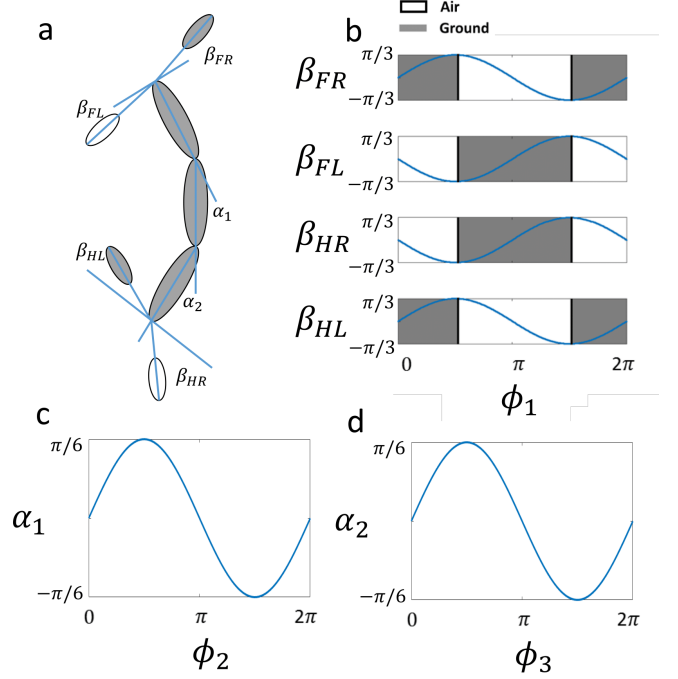 Air
Ground
a
b
β_FR
β_FL
α_1
β_HL
α_2
β_HR
β_FR
π/3
−π/3
β_FL
π/3
−π/3
β_HR
π/3
−π/3
β_HL
π/3
−π/3
0
π
2π
ϕ_1
c
d
π/6
α_1
−π/6
0
π
2π
ϕ_2
π/6
α_2
−π/6
0
π
2π
ϕ_3